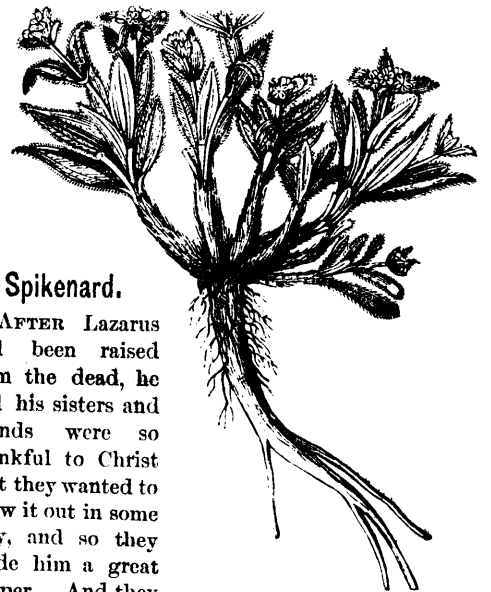 Spikenard.
AFTER Lazarus
been raised
the dead, he
his sisters and
were so
to Christ
they wanted to
it out in some
and so they
him a great
And they